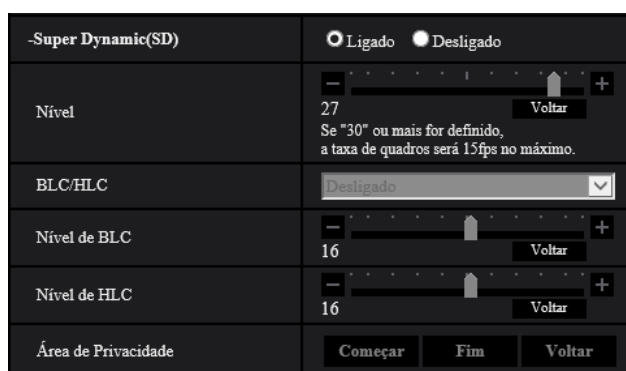 -Super Dynamic(SD)
Ligado Desligado
Nível
27 Voltar
Se "30" ou mais for definido,
a taxa de quadros será 15fps no máximo.
BLC/HLC
Desligado
Nível de BLC
16 Voltar
Nível de HLC
16 Voltar
Área de Privacidade
Começar Fim Voltar